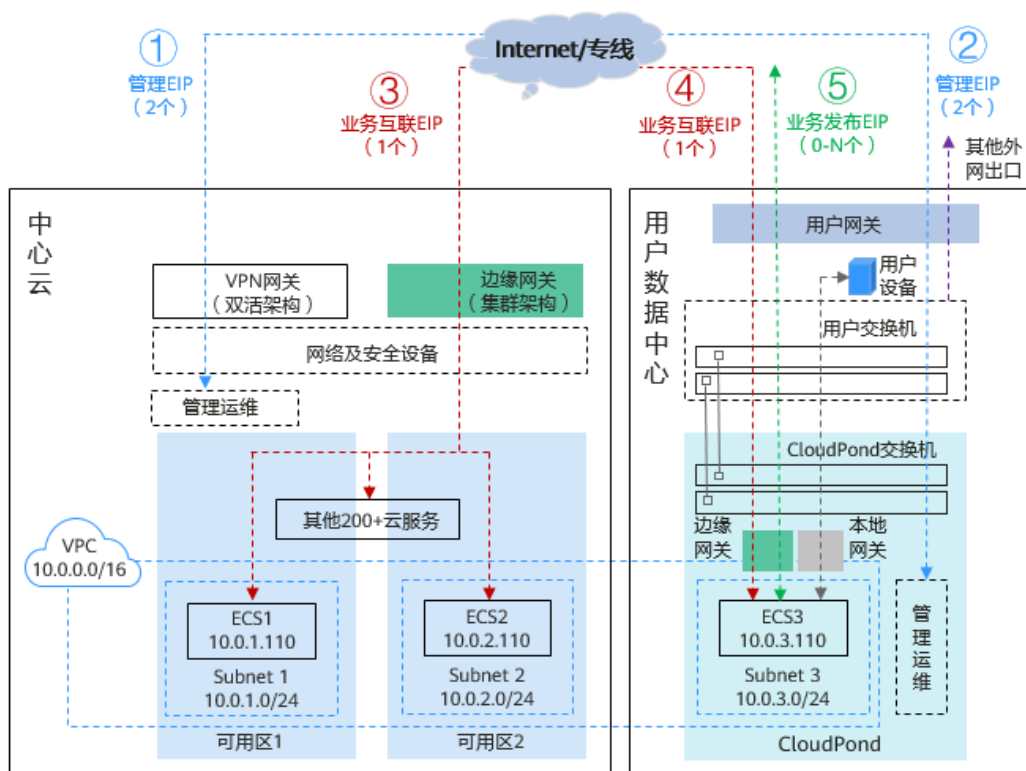 Internet/专线
①
管理EIP
（2个）
③
业务互联EIP
（1个）
④
业务互联EIP
（1个）
⑤
业务发布EIP
（0-N个）
②
管理EIP
（2个）
其他外
网出口
中心云
VPN网关
（双活架构）
边缘网关
（集群架构）
网络及安全设备
管理运维
其他200+云服务
VPC
10.0.0.0/16
ECS1
10.0.1.110
Subnet 1
10.0.1.0/24
可用区1
ECS2
10.0.2.110
Subnet 2
10.0.2.0/24
可用区2
用户数据中心
用户网关
用户
设备
用户交换机
CloudPond交换机
边缘
网关
本地
网关
ECS3
10.0.3.110
Subnet 3
10.0.3.0/24
管理运维
CloudPond